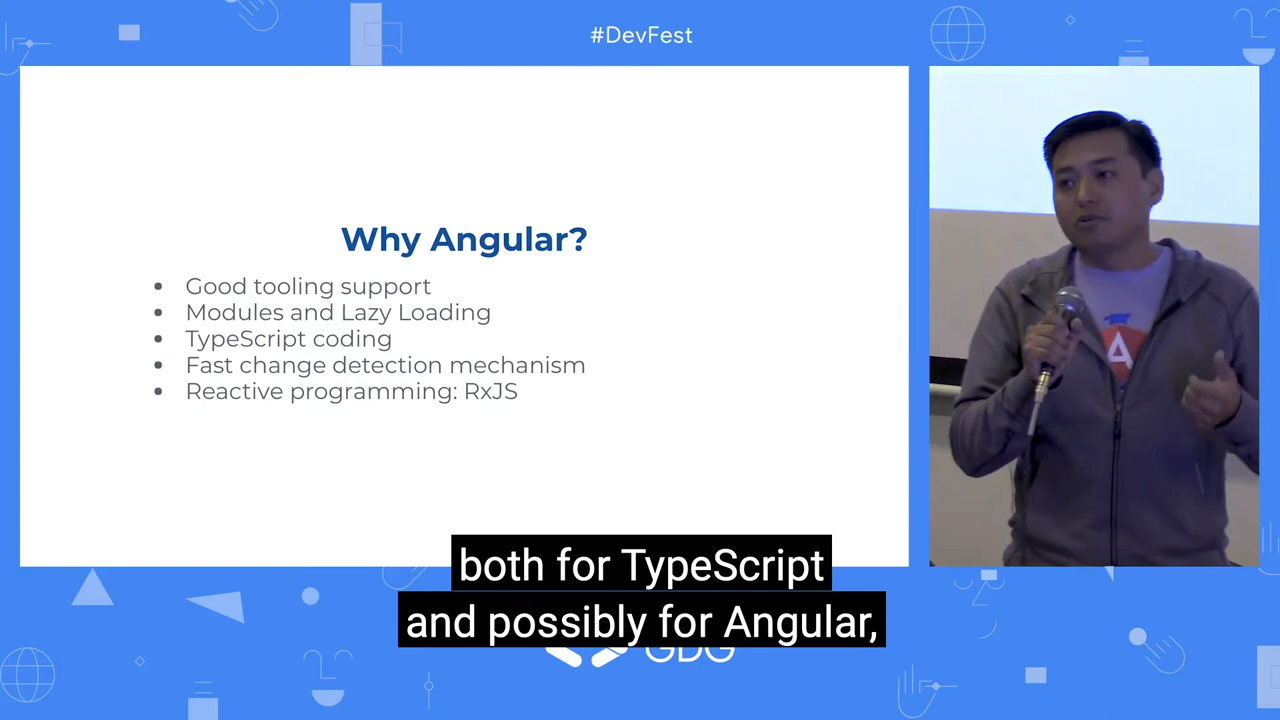 #DevFest
Why Angular?
• Good tooling support
• Modules and Lazy Loading
• TypeScript coding
• Fast change detection mechanism
• Reactive programming: RxJS
A
both for TypeScript
and possibly for Angular,
GDG